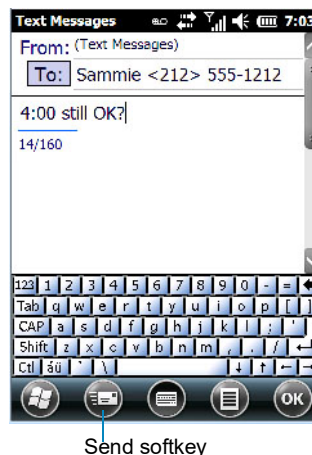 Text Messages 7:03
From: (Text Messages)
To: Sammie <212> 555-1212
4:00 still OK?
14/160
123 1 2 3 4 5 6 7 8 9 0 - =
Tab q w e r t y u i o p [ ]
CAP a s d f g h j k l ; '
Shift z x c v b n m , . /
Ctl áü ` \
OK
Send softkey